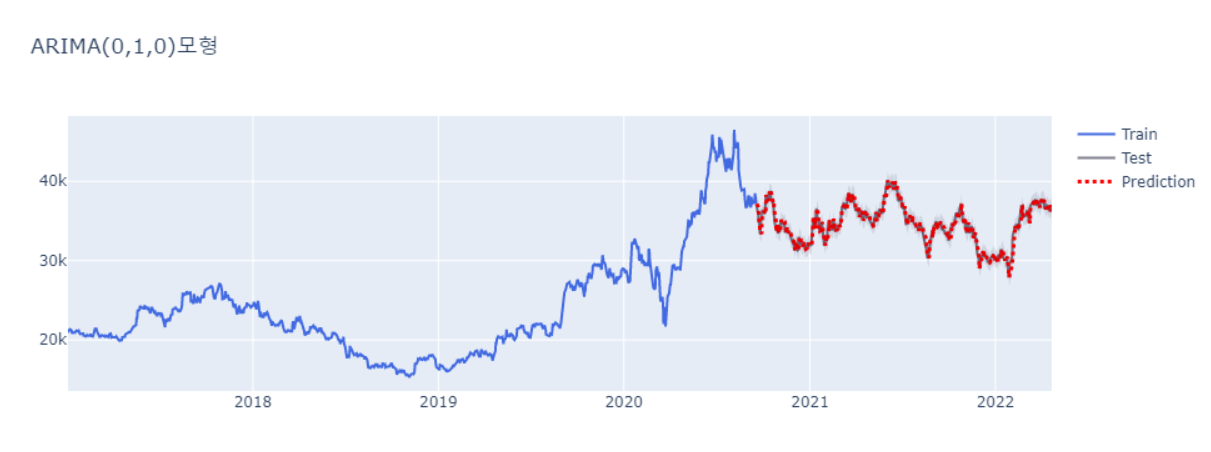 ARIMA(0,1,0)모형
Train
Test
Prediction
40k
30k
20k
2018
2019
2020
2021
2022